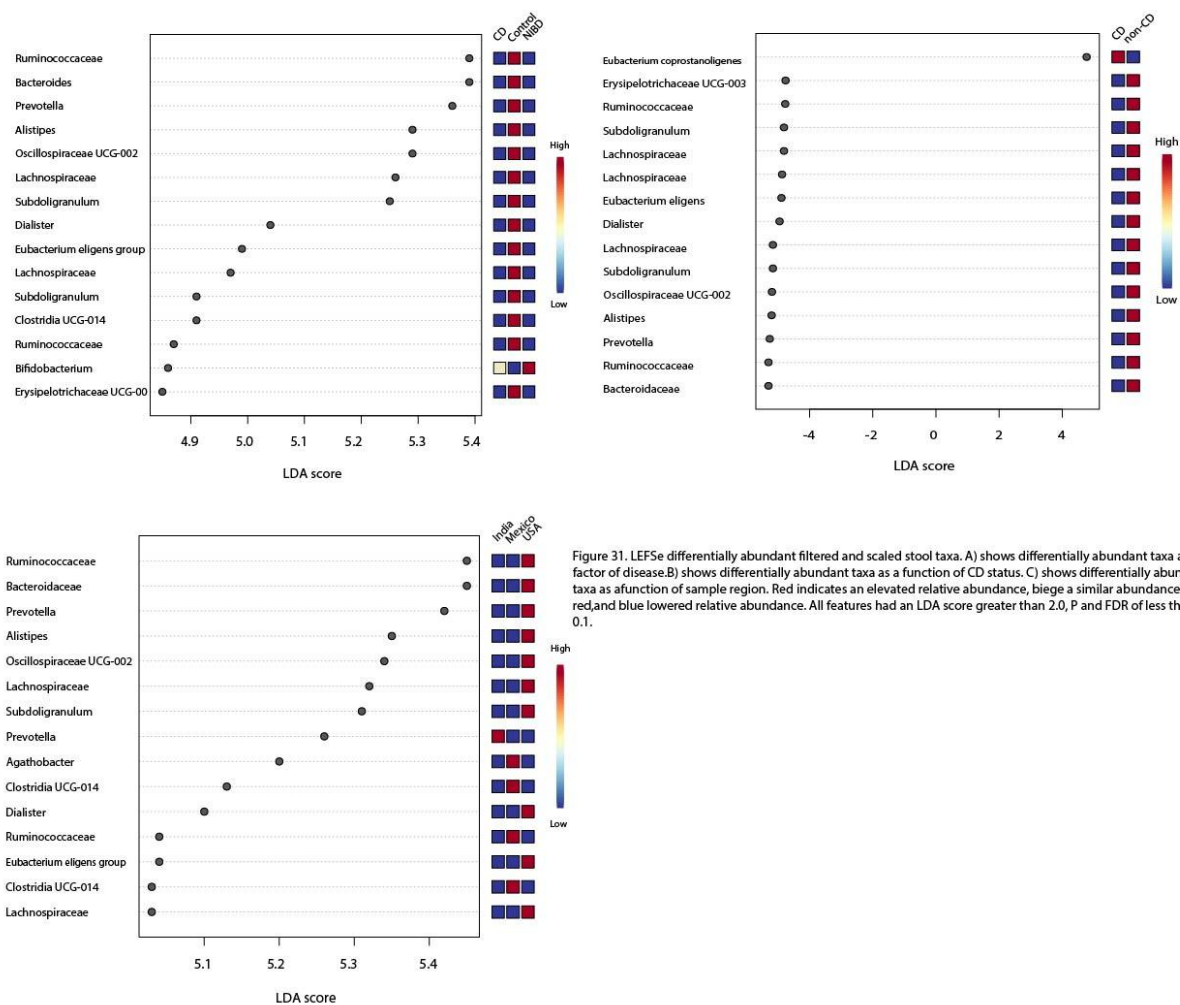 CD
Control
NIBD
Ruminococcaceae
Bacteroides
Prevotella
Alistipes
Oscillospiraceae UCG-002
Lachnospiraceae
Subdoligranulum
Dialister
Eubacterium eligens group
Lachnospiraceae
Subdoligranulum
Clostridia UCG-014
Ruminococcaceae
Bifidobacterium
Erysipelotrichaceae UCG-00
High
Low
4.9 5.0 5.1 5.2 5.3 5.4
LDA score
CD
non-CD
Eubacterium coprostanoligenes
Erysipelotrichaceae UCG-003
Ruminococcaceae
Subdoligranulum
Lachnospiraceae
Lachnospiraceae
Eubacterium eligens
Dialister
Lachnospiraceae
Subdoligranulum
Oscillospiraceae UCG-002
Alistipes
Prevotella
Ruminococcaceae
Bacteroidaceae
High
Low
-4 -2 0 2 4
LDA score
India
Mexico
USA
Ruminococcaceae
Bacteroidaceae
Prevotella
Alistipes
Oscillospiraceae UCG-002
Lachnospiraceae
Subdoligranulum
Prevotella
Agathobacter
Clostridia UCG-014
Dialister
Ruminococcaceae
Eubacterium eligens group
Clostridia UCG-014
Lachnospiraceae
High
Low
5.1 5.2 5.3 5.4
LDA score
Figure 31. LEFSe differentially abundant filtered and scaled stool taxa. A) shows differentially abundant taxa a
factor of disease.B) shows differentially abundant taxa as a function of CD status. C) shows differentially abun
taxa as afunction of sample region. Red indicates an elevated relative abundance, biege a similar abundance
red,and blue lowered relative abundance. All features had an LDA score greater than 2.0, P and FDR of less th
0.1.